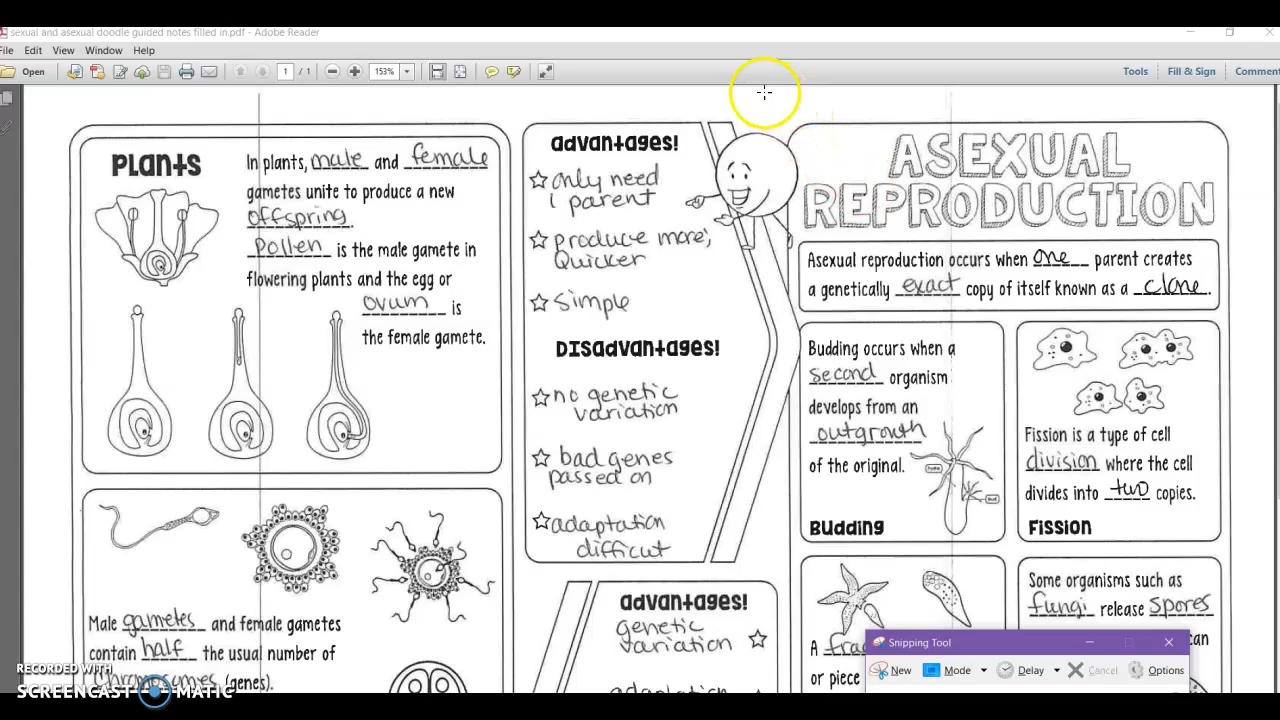 sexual and asexual doodle guided notes filled in.pdf - Adobe Reader
File Edit View Window Help
Open 1 / 1 153% Tools Fill & Sign Comment
Plants
In plants, male and female
gametes unite to produce a new
offspring.
Pollen is the male gamete in
flowering plants and the egg or
ovum is
the female gamete.
Male gametes and female gametes
contain half the usual number of
chromosomes (genes).
advantages!
only need
1 parent
produce more,
Quicker
Simple
Disadvantages!
no genetic
variation
bad genes
passed on
adaptation
difficut
advantages!
genetic
variation
ASEXUAL
REPRODUCTION
Asexual reproduction occurs when one parent creates
a genetically exact copy of itself known as a clone.
Budding occurs when a
second organism
develops from an
outgrowth
of the original.
bud
Budding
Fission is a type of cell
division where the cell
divides into two copies.
Fission
A
or piece
Some organisms such as
fungi release spores
can
Snipping Tool
New Mode Delay Cancel Options
RECORDED WITH
SCREENCAST MATIC